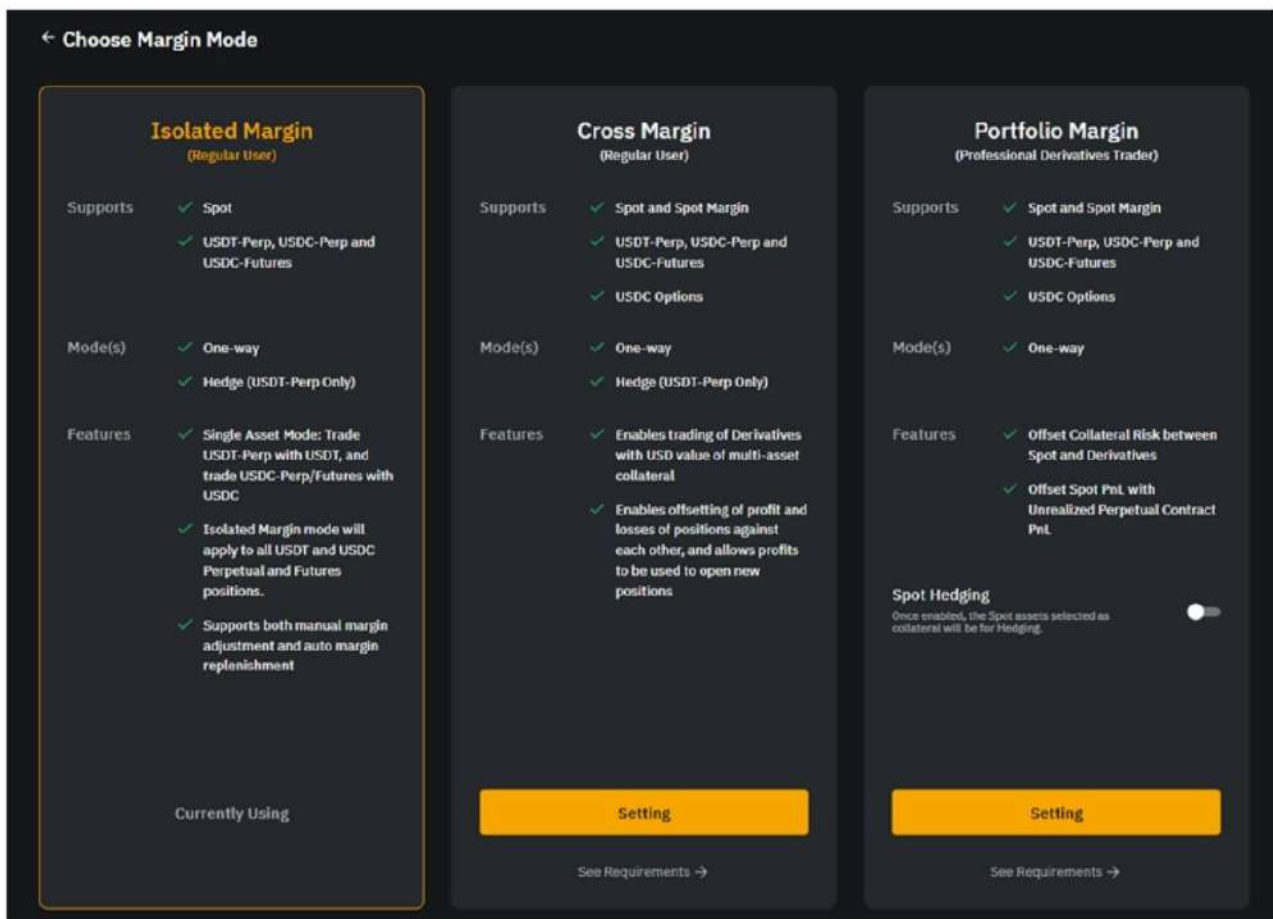 ← Choose Margin Mode
Isolated Margin
(Regular User)
Supports
✓ Spot
✓ USDT-Perp, USDC-Perp and
USDC-Futures
Mode(s)
✓ One-way
✓ Hedge (USDT-Perp Only)
Features
✓ Single Asset Mode: Trade
USDT-Perp with USDT, and
trade USDC-Perp/Futures with
USDC
✓ Isolated Margin mode will
apply to all USDT and USDC
Perpetual and Futures
positions.
✓ Supports both manual margin
adjustment and auto margin
replenishment
Currently Using
Cross Margin
(Regular User)
Supports
✓ Spot and Spot Margin
✓ USDT-Perp, USDC-Perp and
USDC-Futures
✓ USDC Options
Mode(s)
✓ One-way
✓ Hedge (USDT-Perp Only)
Features
✓ Enables trading of Derivatives
with USD value of multi-asset
collateral
✓ Enables offsetting of profit and
losses of positions against
each other, and allows profits
to be used to open new
positions
Setting
See Requirements →
Portfolio Margin
(Professional Derivatives Trader)
Supports
✓ Spot and Spot Margin
✓ USDT-Perp, USDC-Perp and
USDC-Futures
✓ USDC Options
Mode(s)
✓ One-way
Features
✓ Offset Collateral Risk between
Spot and Derivatives
✓ Offset Spot PnL with
Unrealized Perpetual Contract
PnL
Spot Hedging
Once enabled, the Spot assets selected as
collateral will be for Hedging.
Setting
See Requirements →